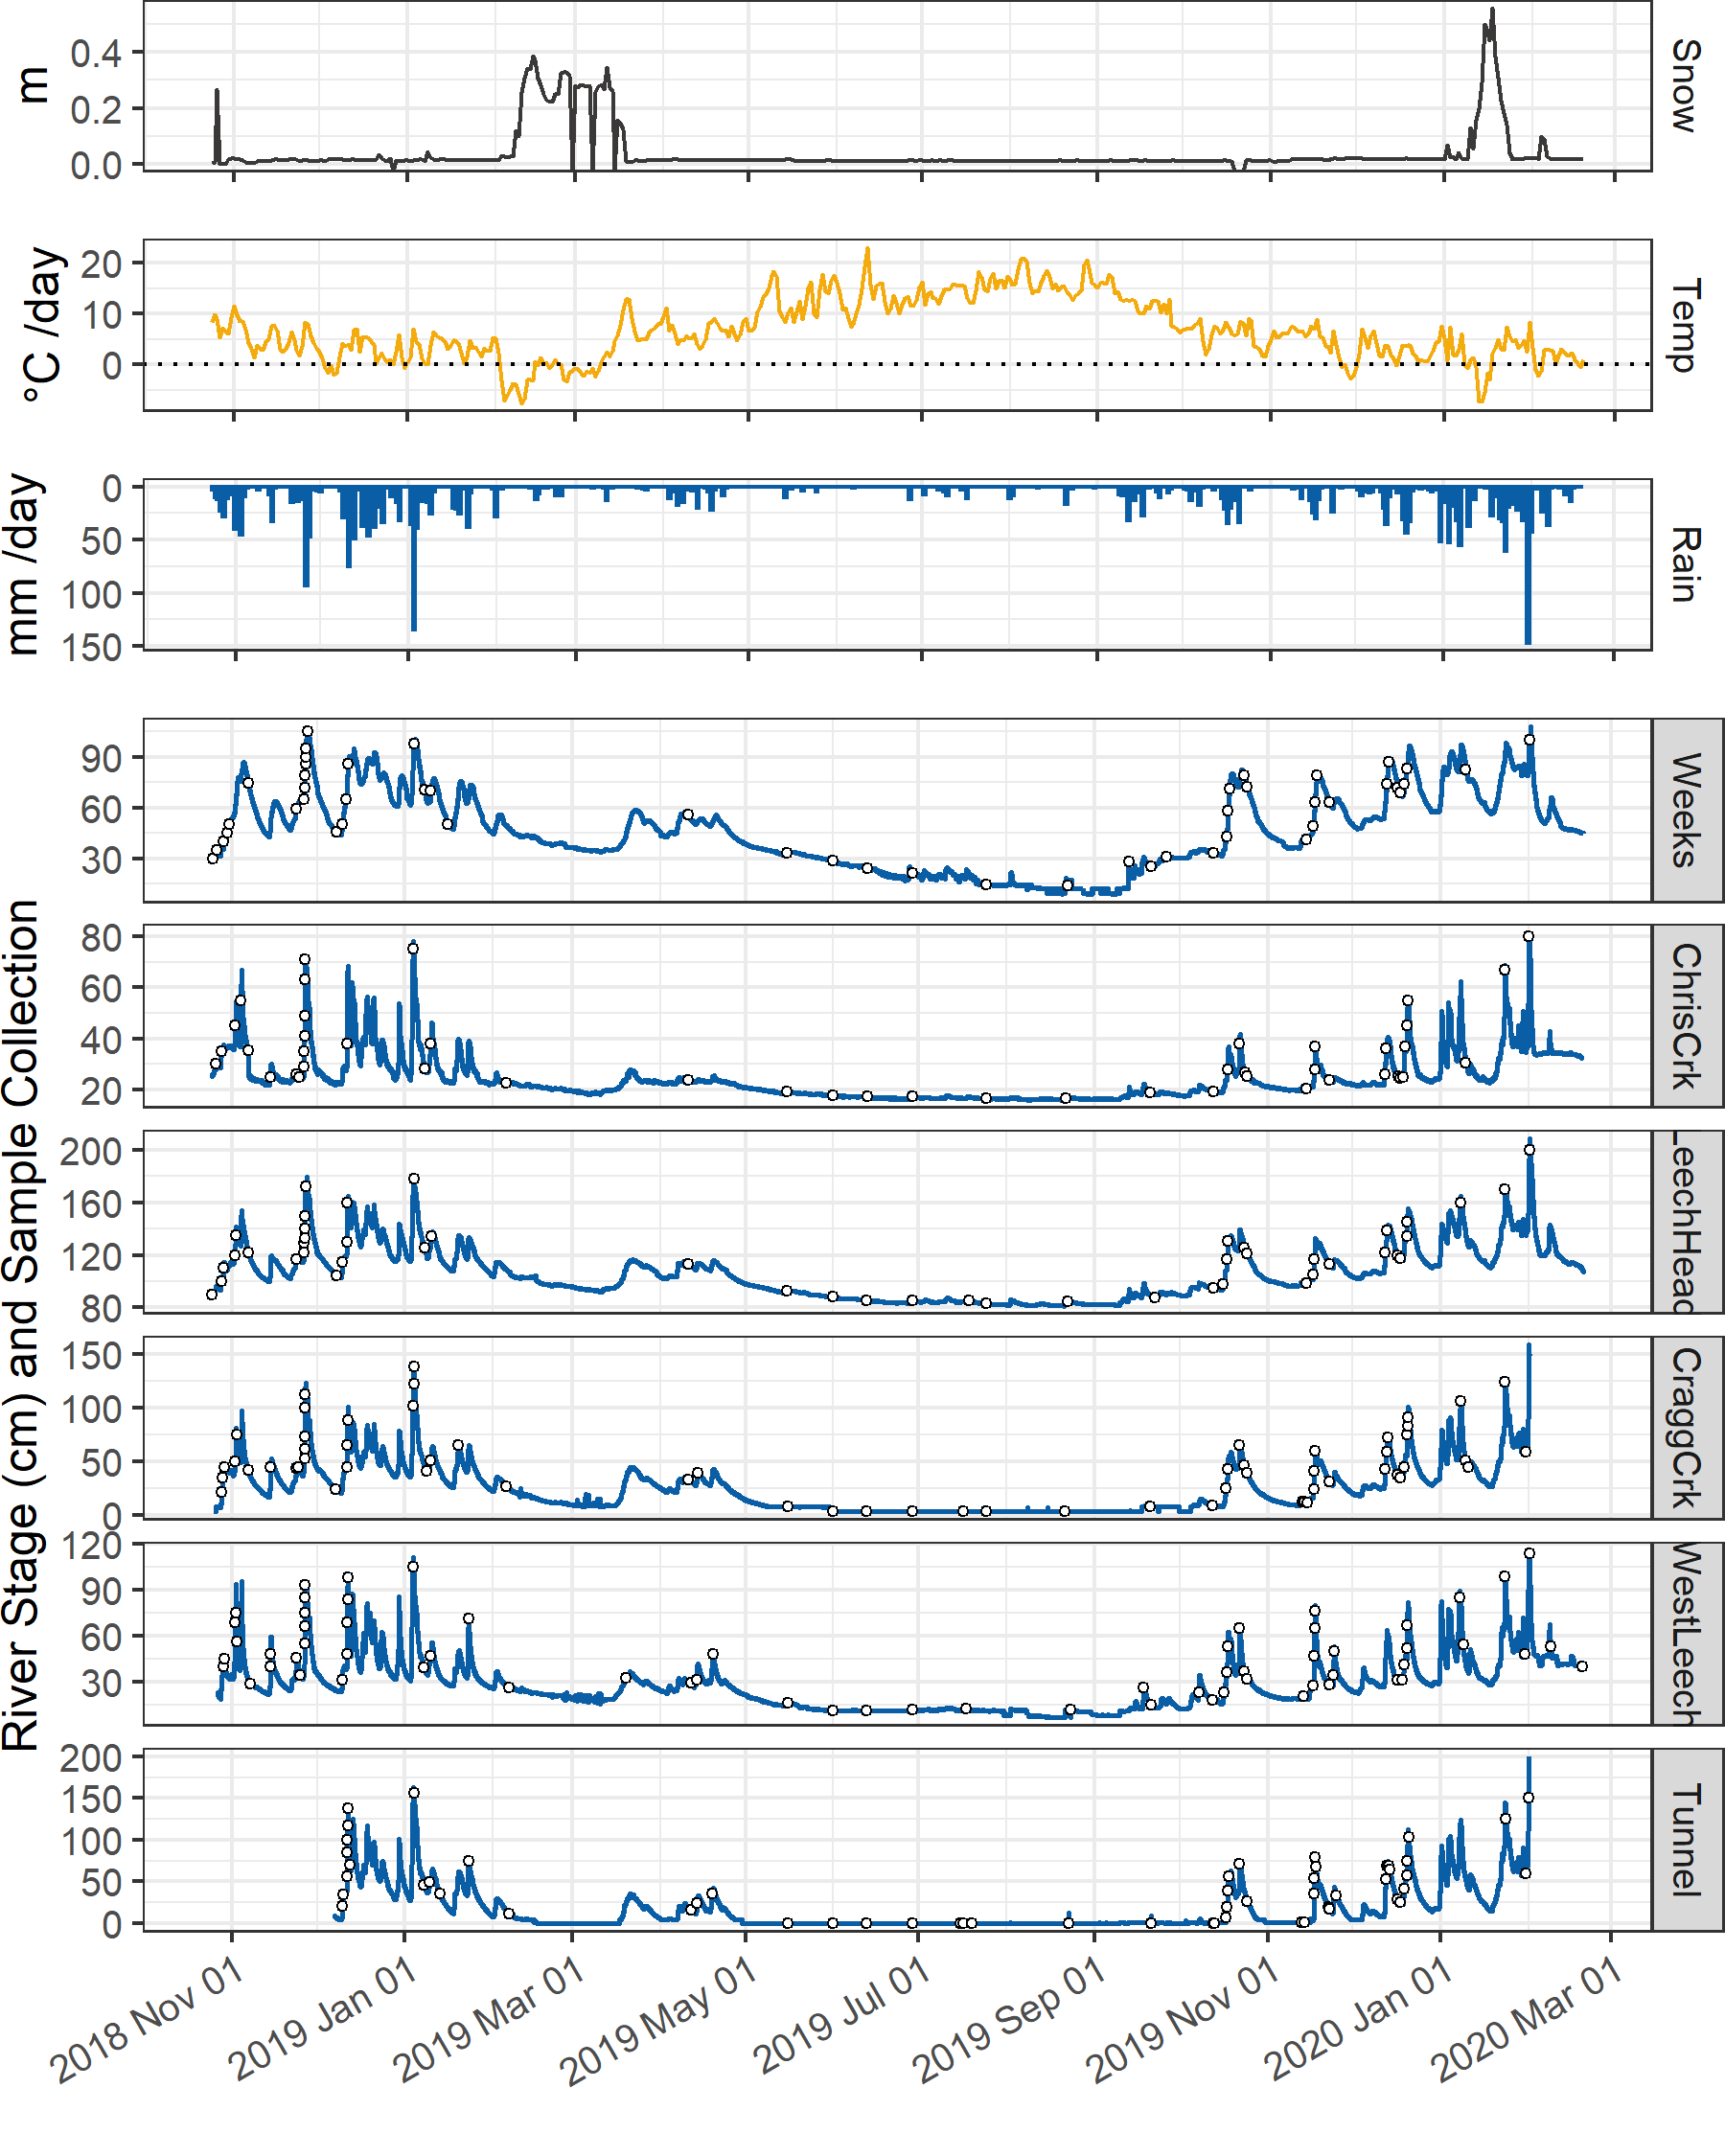 m
0.4
0.2
0.0
Snow
°C /day
20
10
0
Temp
mm /day
0
50
100
150
Rain
River Stage (cm) and Sample Collection
90
60
30
Weeks
80
60
40
20
ChrisCrk
200
160
120
80
LeechHead
150
100
50
0
CraggCrk
120
90
60
30
WestLeech
200
150
100
50
0
Tunnel
2018 Nov 01
2019 Jan 01
2019 Mar 01
2019 May 01
2019 Jul 01
2019 Sep 01
2019 Nov 01
2020 Jan 01
2020 Mar 01